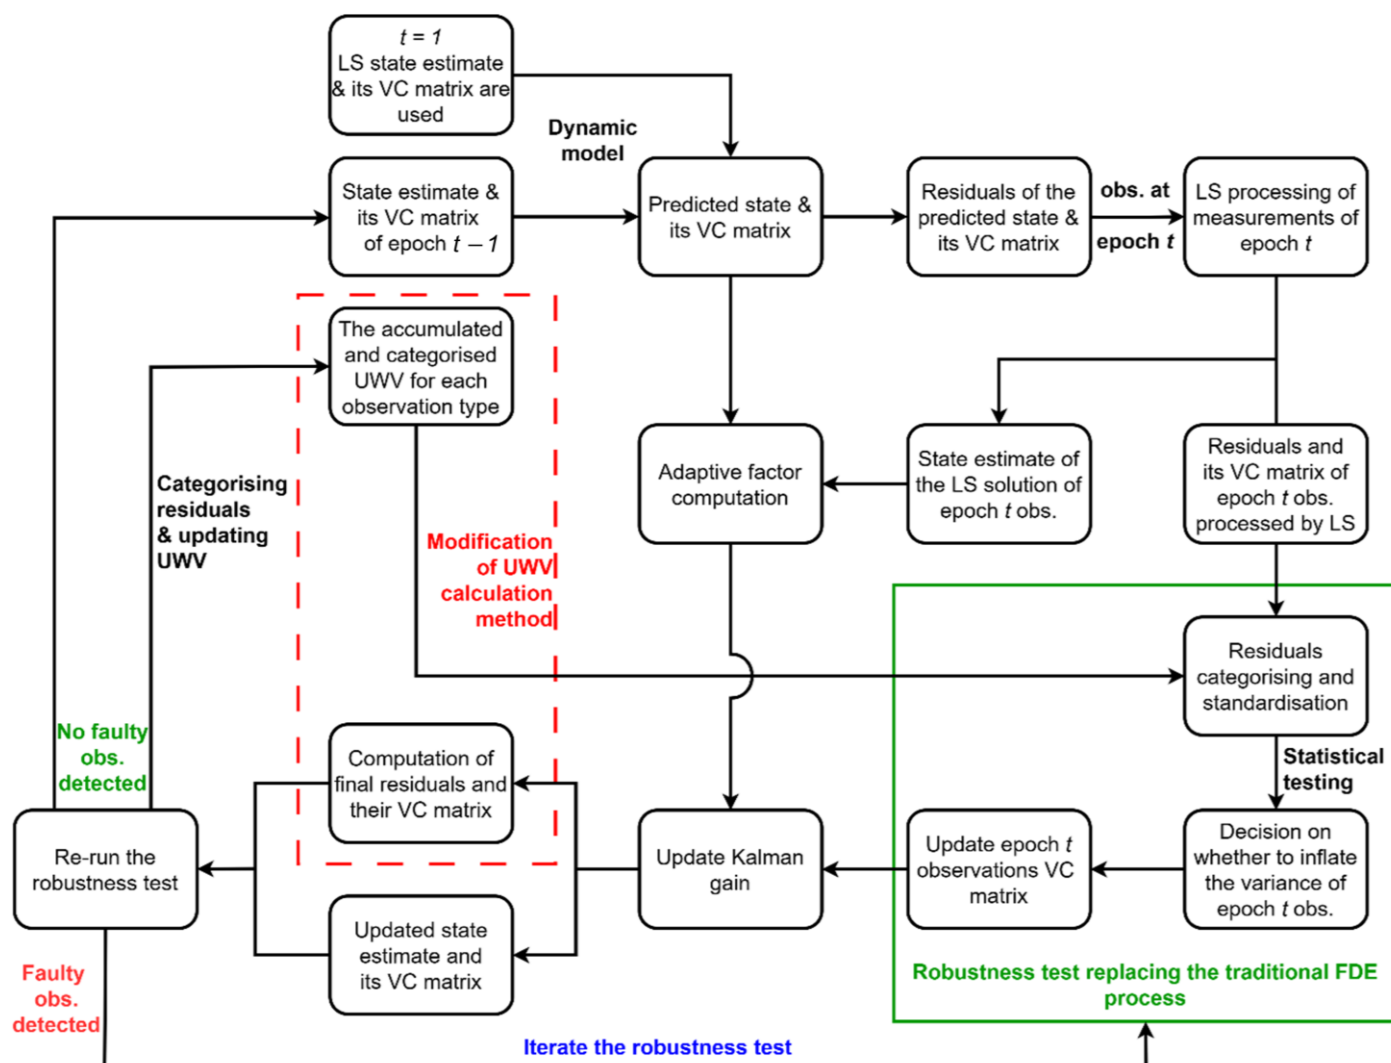 t = 1
LS state estimate
& its VC matrix are
used
Dynamic
model
State estimate &
its VC matrix
of epoch t – 1
Predicted state &
its VC matrix
Residuals of the
predicted state &
its VC matrix
obs. at
epoch t
LS processing of
measurements of
epoch t
The accumulated
and categorised
UWV for each
observation type
Categorising
residuals
& updating
UWV
Modification
of UWV
calculation
method
Adaptive factor
computation
State estimate of
the LS solution of
epoch t obs.
Residuals and
its VC matrix of
epoch t obs.
processed by LS
Residuals
categorising and
standardisation
Statistical
testing
No faulty
obs.
detected
Computation of
final residuals and
their VC matrix
Re-run the
robustness test
Update Kalman
gain
Update epoch t
observations VC
matrix
Decision on
whether to inflate
the variance of
epoch t obs.
Updated state
estimate and
its VC matrix
Faulty
obs.
detected
Robustness test replacing the traditional FDE
process
Iterate the robustness test